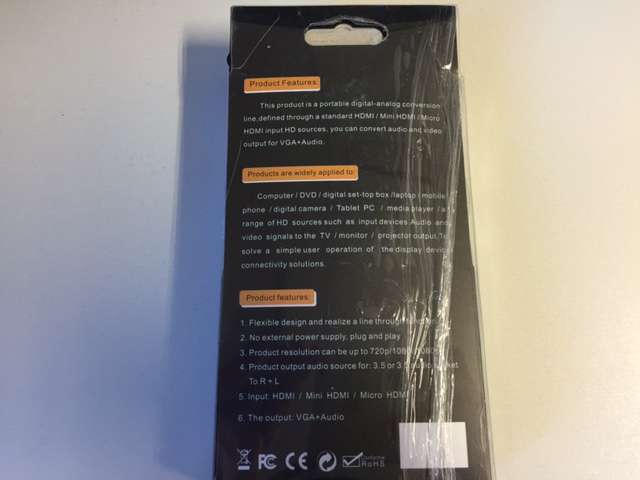 Product Features:
This product is a portable digital-analog conversion
line,defined through a standard HDMI / Mini HDMI / Micro
HDMI input HD sources, you can convert audio and video
output for VGA+Audio.
Products are widely applied to:
Computer / DVD / digital set-top box /laptop / mobile
phone / digital camera / Tablet PC / media player / a
range of HD sources such as input devices Audio and
video signals to the TV / monitor / projector output.To
solve a simple user operation of the display device
connectivity solutions.
Product features:
1. Flexible design and realize a line through function
2. No external power supply, plug and play
3. Product resolution can be up to 720p/1080i/1080p
4. Product output audio source for: 3.5 or 3.5 audio
To R + L
5. Input: HDMI / Mini HDMI / Micro HDMI
6. The output: VGA+Audio
FC CE RoHS